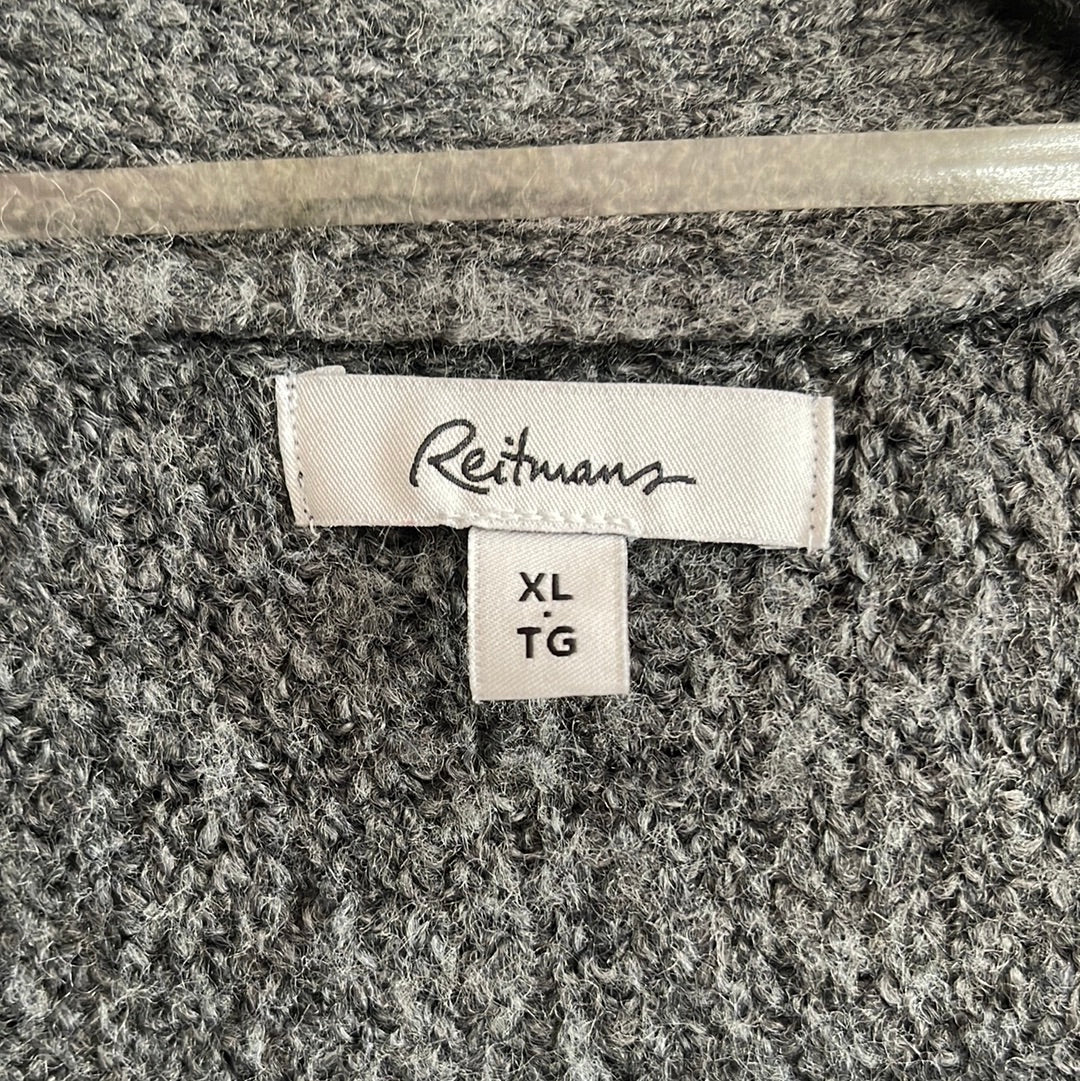 Reitmans
XL
·
TG